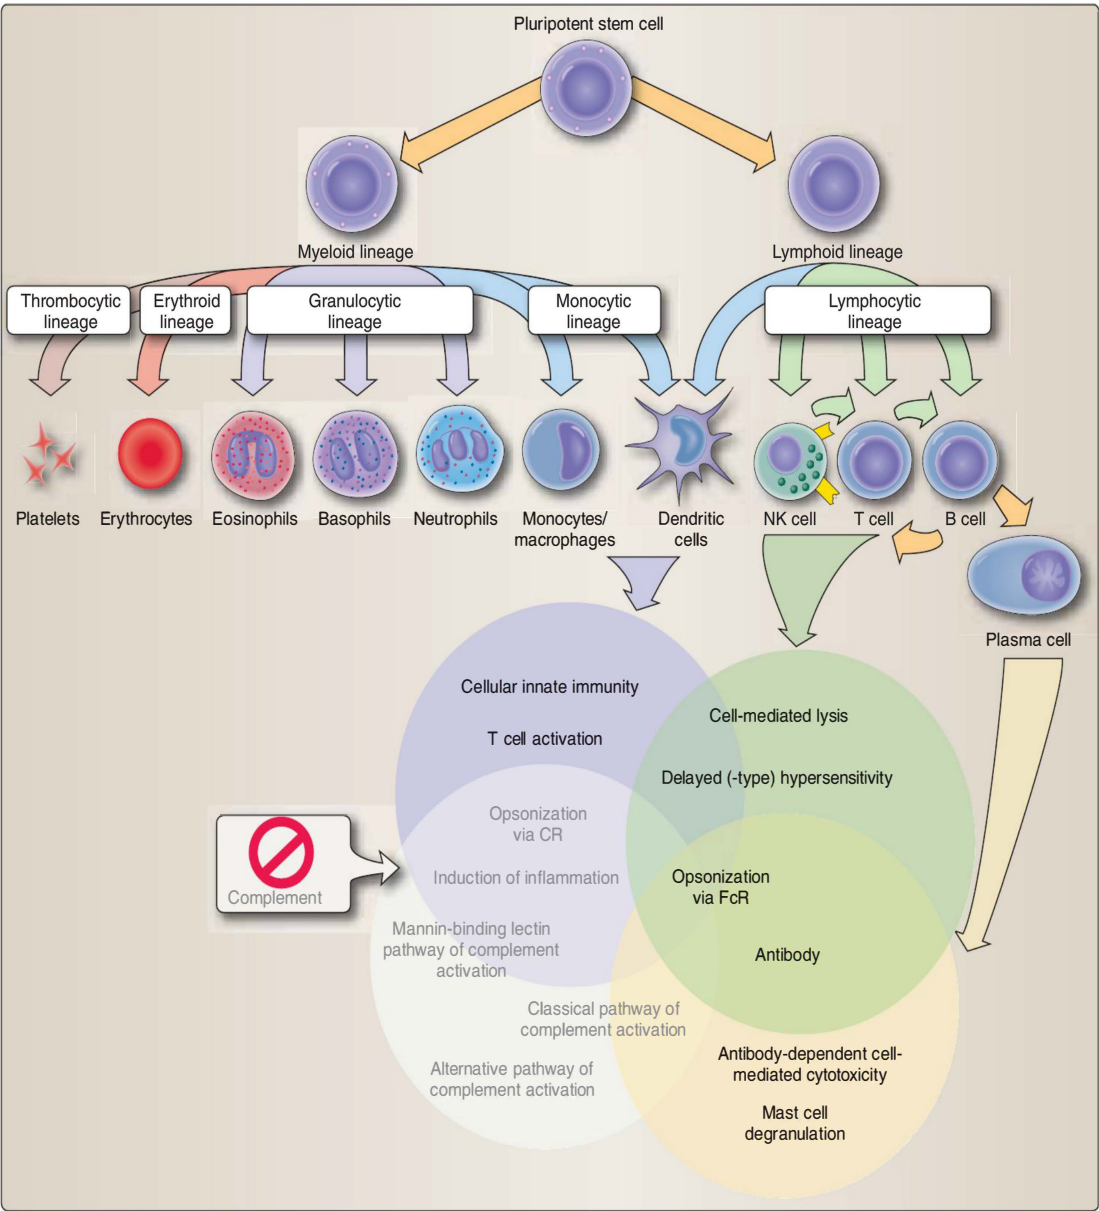 Pluripotent stem cell
Myeloid lineage
Lymphoid lineage
Thrombocytic
lineage
Erythroid
lineage
Granulocytic
lineage
Monocytic
lineage
Lymphocytic
lineage
Platelets
Erythrocytes
Eosinophils
Basophils
Neutrophils
Monocytes/
macrophages
Dendritic
cells
NK cell
T cell
B cell
Plasma cell
Cellular innate immunity
T cell activation
Cell-mediated lysis
Delayed (-type) hypersensitivity
Opsonization
via CR
Complement
Induction of inflammation
Opsonization
via FcR
Mannin-binding lectin
pathway of complement
activation
Antibody
Classical pathway of
complement activation
Alternative pathway of
complement activation
Antibody-dependent cell-
mediated cytotoxicity
Mast cell
degranulation